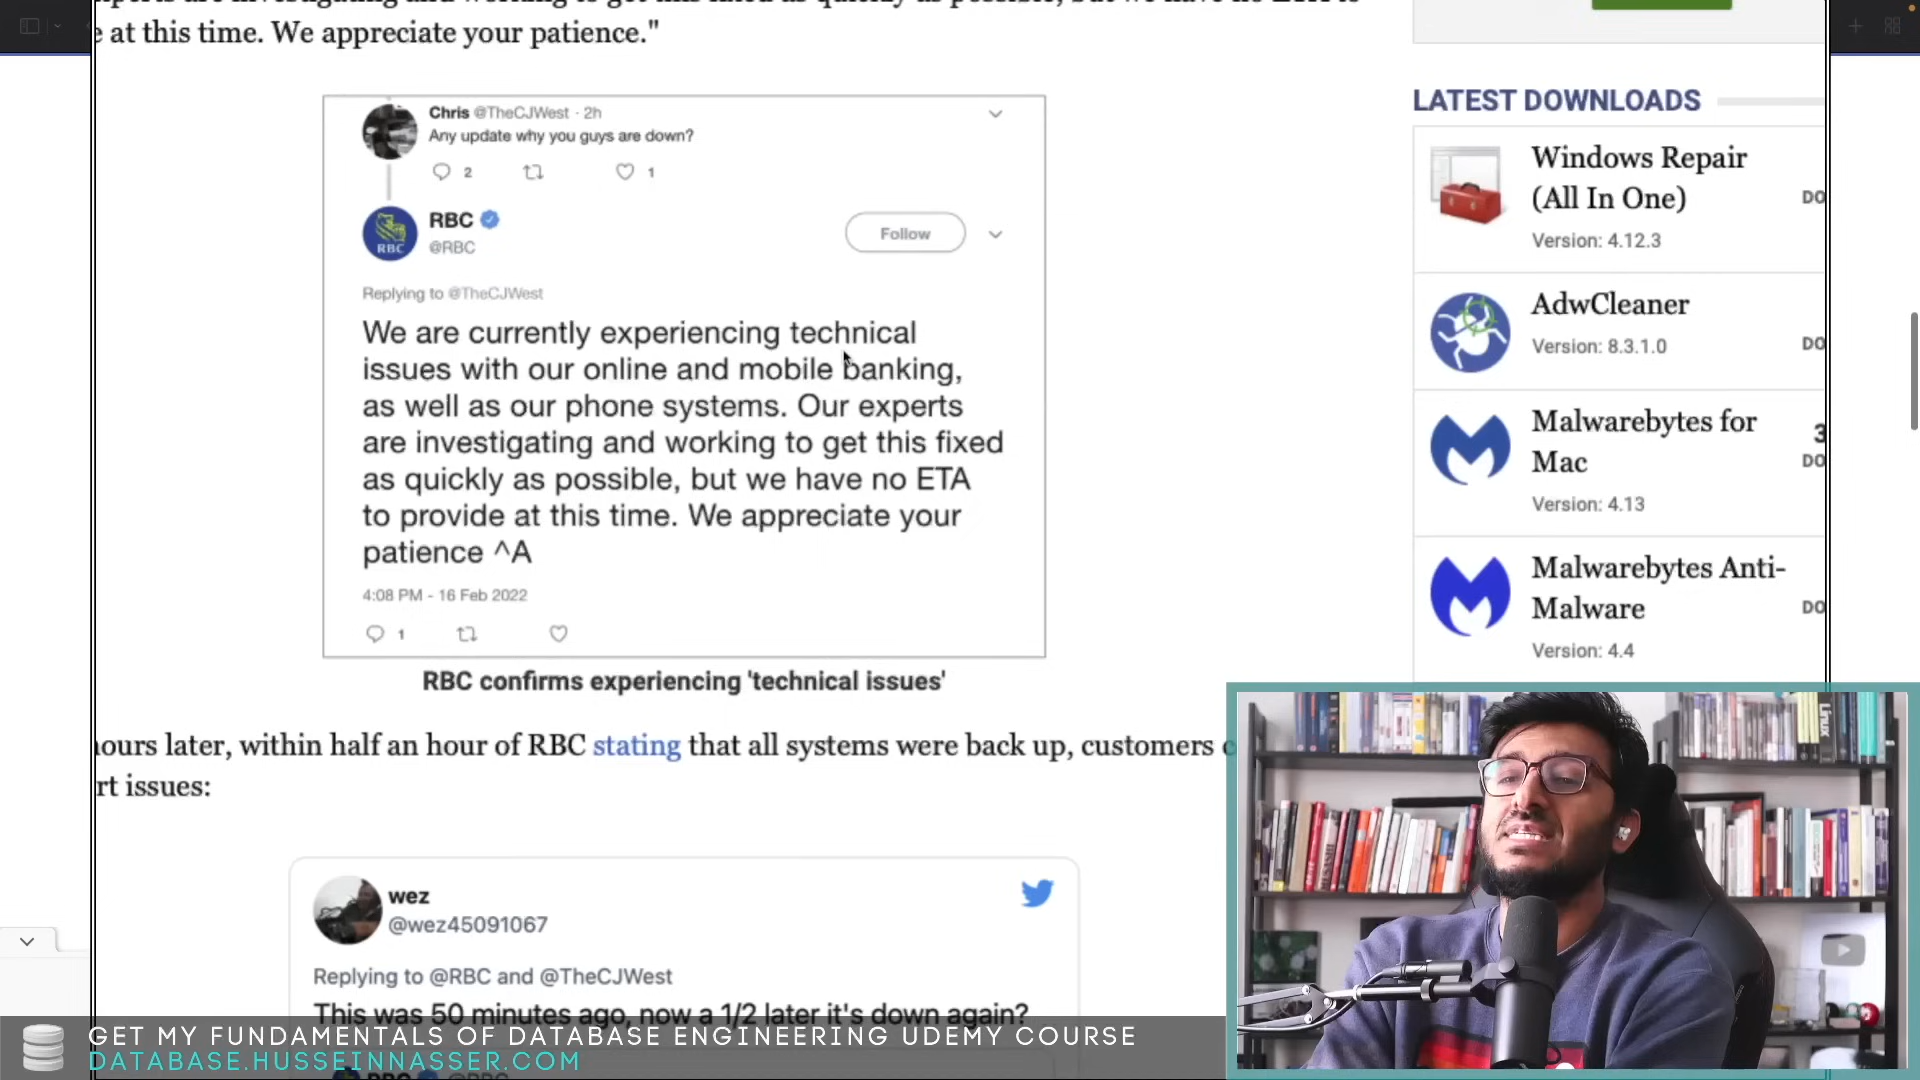 e at this time. We appreciate your patience."
Chris @TheCJWest · 2h
Any update why you guys are down?
2
1
RBC
RBC
@RBC
Follow
Replying to @TheCJWest
We are currently experiencing technical
issues with our online and mobile banking,
as well as our phone systems. Our experts
are investigating and working to get this fixed
as quickly as possible, but we have no ETA
to provide at this time. We appreciate your
patience ^A
4:08 PM - 16 Feb 2022
1
RBC confirms experiencing 'technical issues'
ours later, within half an hour of RBC stating that all systems were back up, customers c
rt issues:
wez
@wez45091067
Replying to @RBC and @TheCJWest
This was 50 minutes ago, now a 1/2 later it's down again?
LATEST DOWNLOADS
Windows Repair
(All In One)
Version: 4.12.3
DO
AdwCleaner
Version: 8.3.1.0
DO
Malwarebytes for
Mac
Version: 4.13
3
DO
Malwarebytes Anti-
Malware
Version: 4.4
DO
Linux
GET MY FUNDAMENTALS OF DATABASE ENGINEERING UDEMY COURSE
DATABASE.HUSSEINNASSER.COM